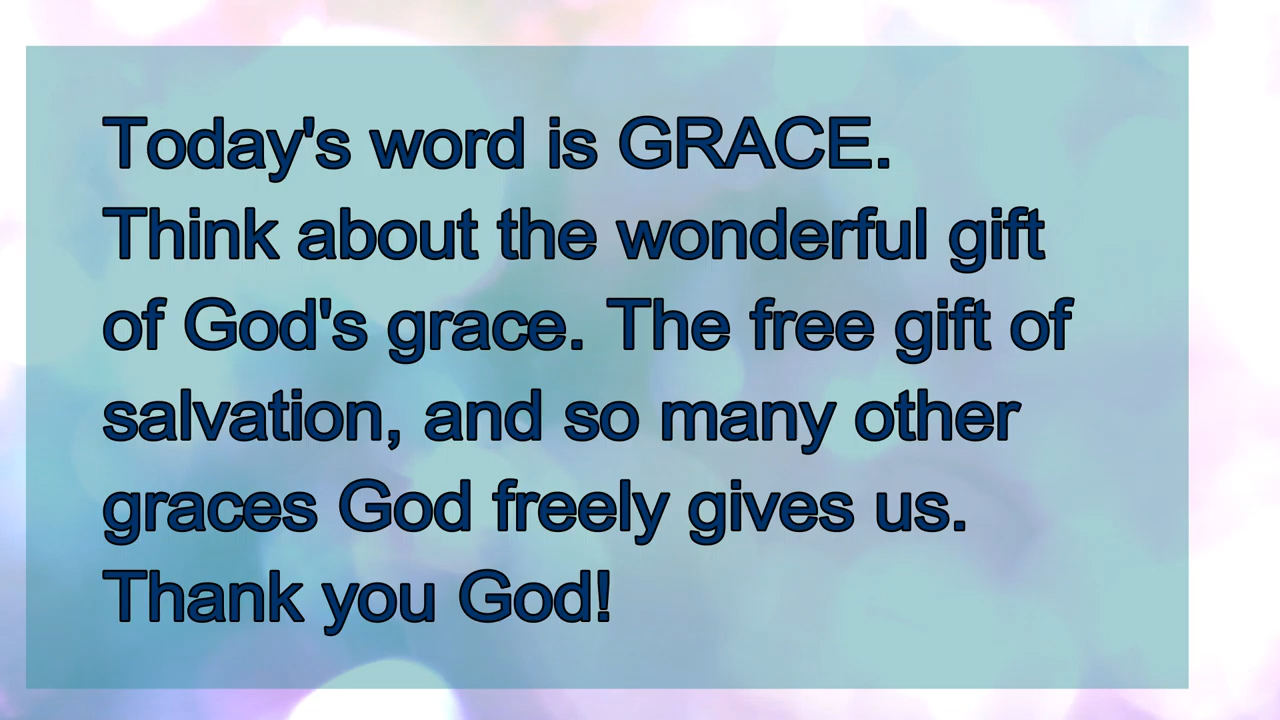 Today's word is GRACE.
Think about the wonderful gift
of God's grace. The free gift of
salvation, and so many other
graces God freely gives us.
Thank you God!